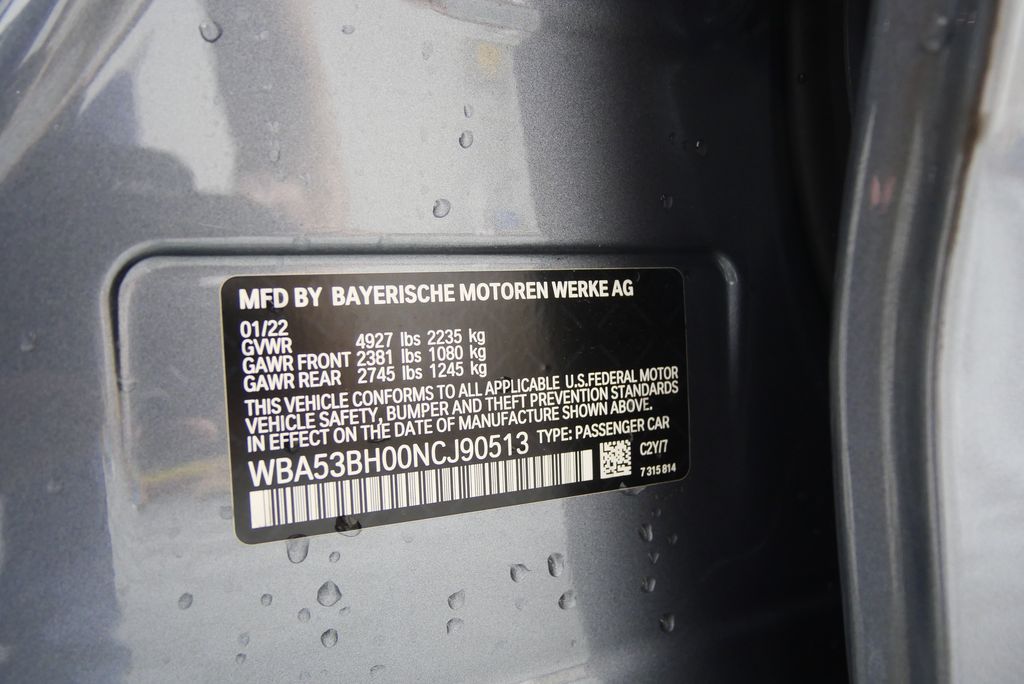 MFD BY BAYERISCHE MOTOREN WERKE AG
01/22
GVWR 4927 lbs 2235 kg
GAWR FRONT 2381 lbs 1080 kg
GAWR REAR 2745 lbs 1245 kg
THIS VEHICLE CONFORMS TO ALL APPLICABLE U.S.FEDERAL MOTOR
VEHICLE SAFETY, BUMPER AND THEFT PREVENTION STANDARDS
IN EFFECT ON THE DATE OF MANUFACTURE SHOWN ABOVE.
WBA53BH00NCJ90513 TYPE: PASSENGER CAR
C2Y/7
7 315 814